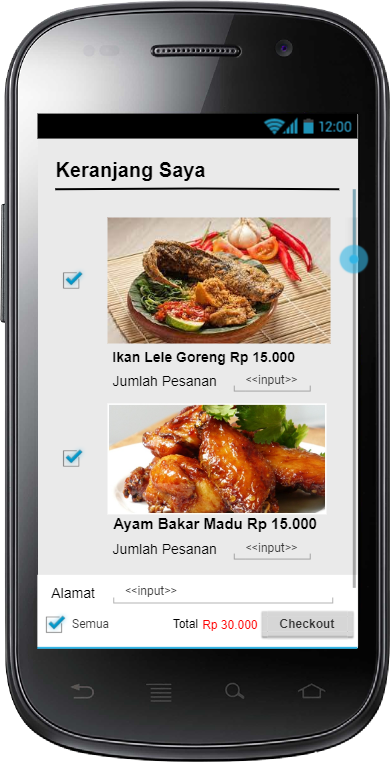 12:00
Keranjang Saya
Ikan Lele Goreng Rp 15.000
Jumlah Pesanan <<input>>
Ayam Bakar Madu Rp 15.000
Jumlah Pesanan <<input>>
Alamat <<input>>
Semua Total Rp 30.000 Checkout